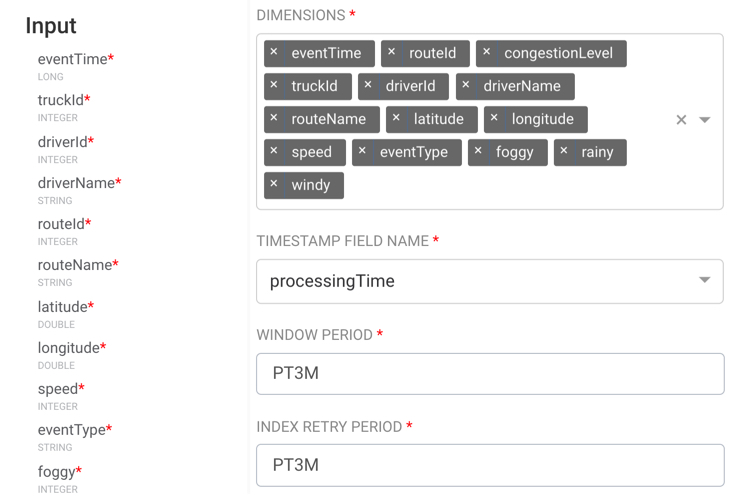 Input
eventTime*
LONG
truckId*
INTEGER
driverId*
INTEGER
driverName*
STRING
routeId*
INTEGER
routeName*
STRING
latitude*
DOUBLE
longitude*
DOUBLE
speed*
INTEGER
eventType*
STRING
foggy*
INTEGER
DIMENSIONS *
× eventTime × routeId × congestionLevel
× truckId × driverId × driverName
× routeName × latitude × longitude
× speed × eventType × foggy × rainy
× windy
×
TIMESTAMP FIELD NAME *
processingTime
WINDOW PERIOD *
PT3M
INDEX RETRY PERIOD *
PT3M